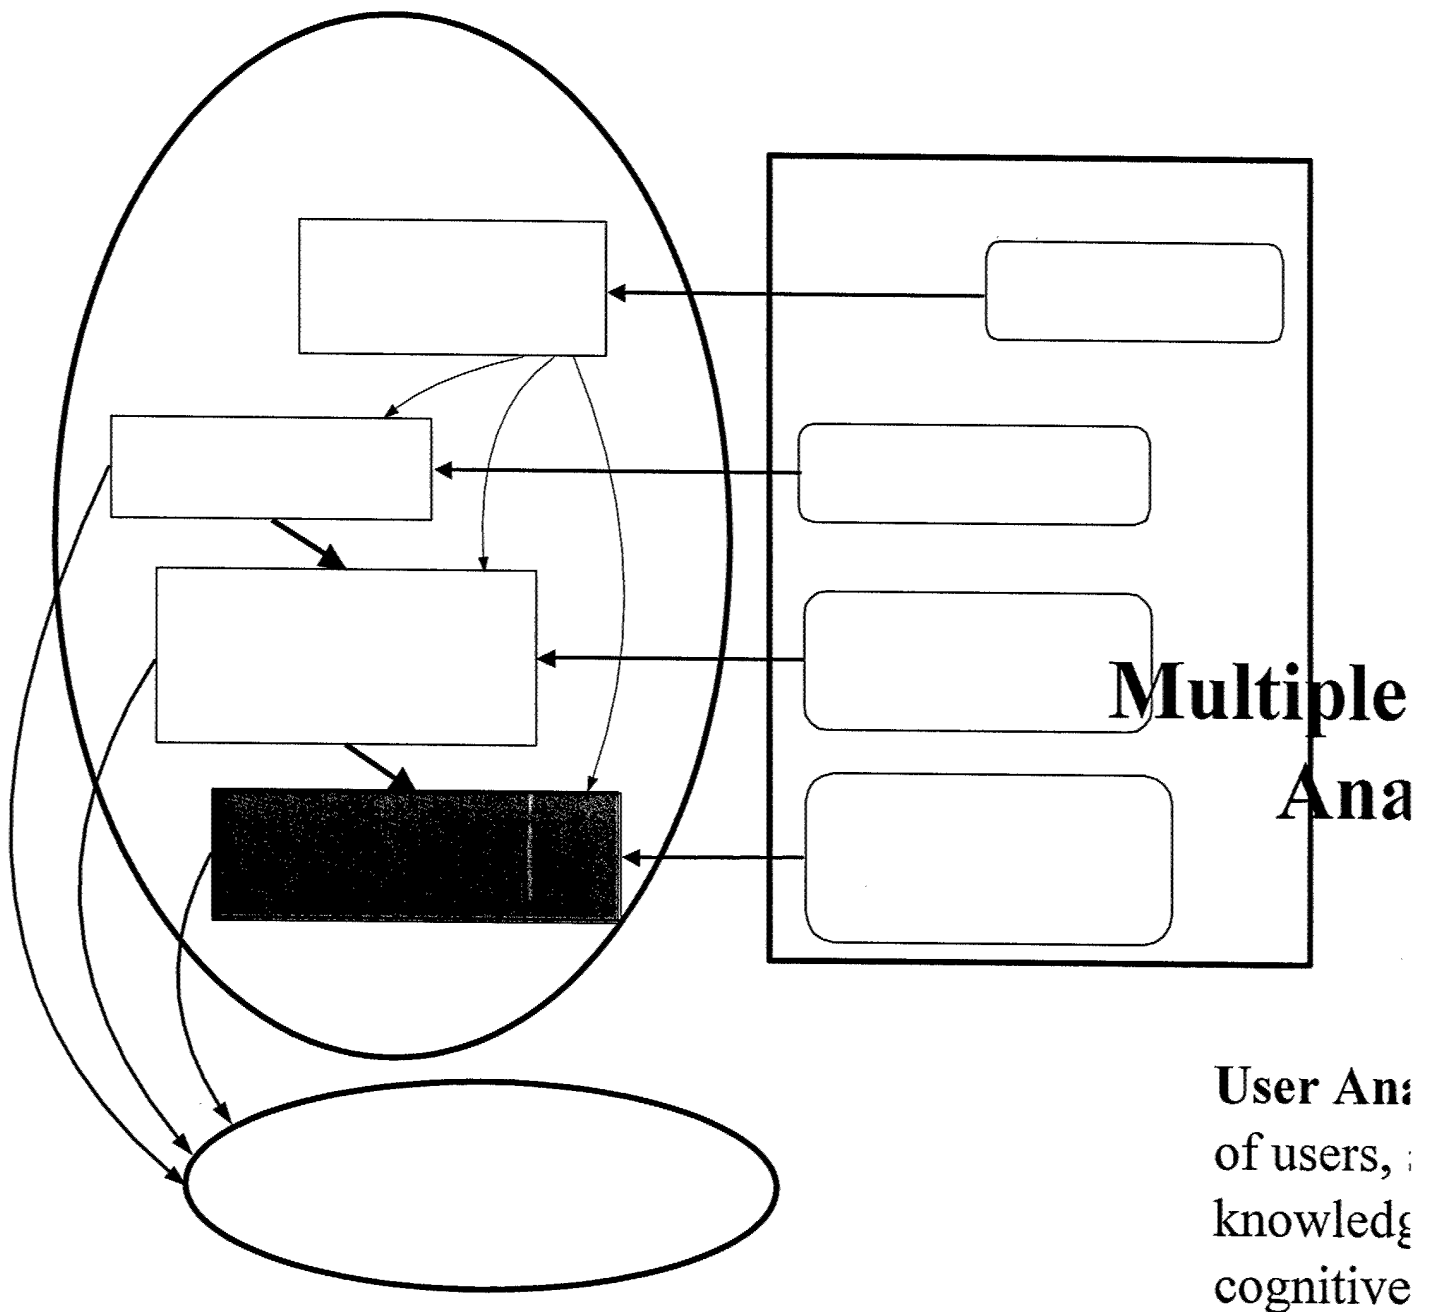 Multiple
Ana
User Ana
of users,
knowledg
cognitive